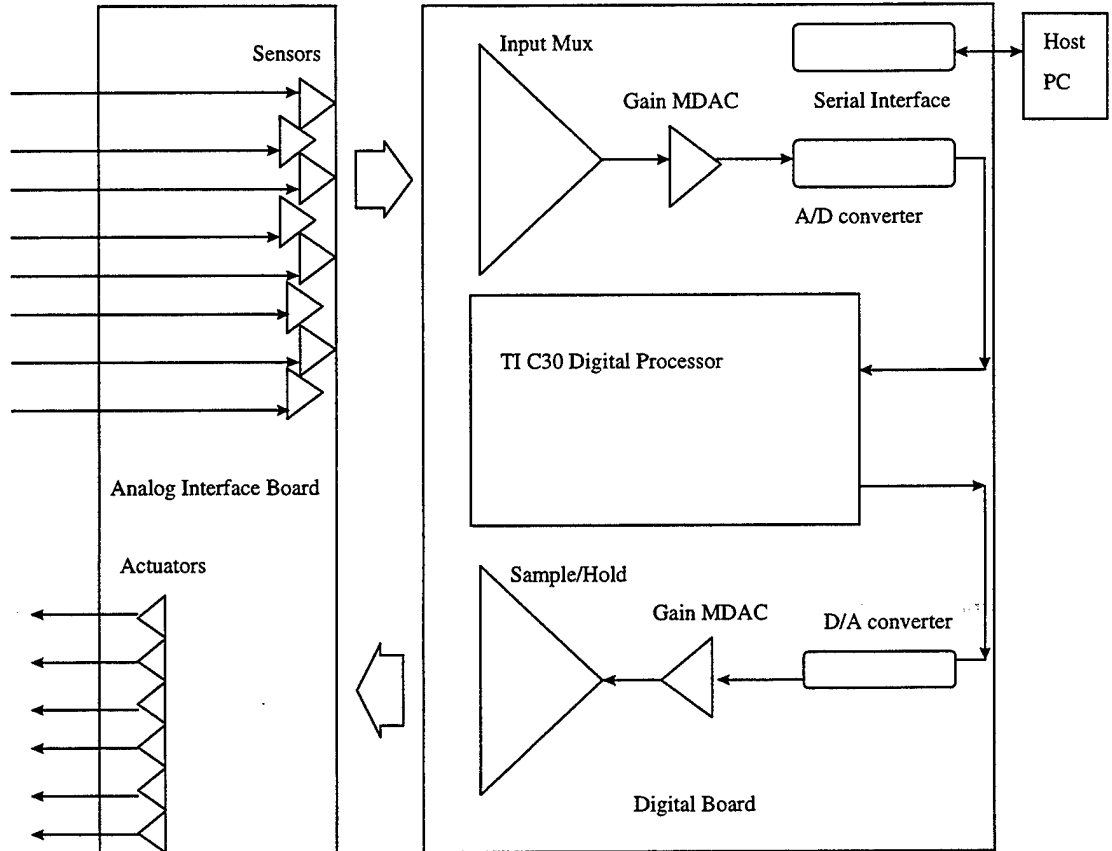 Sensors
Analog Interface Board
Actuators
Input Mux
Gain MDAC
Serial Interface
A/D converter
Host
PC
TI C30 Digital Processor
Sample/Hold
Gain MDAC
D/A converter
Digital Board